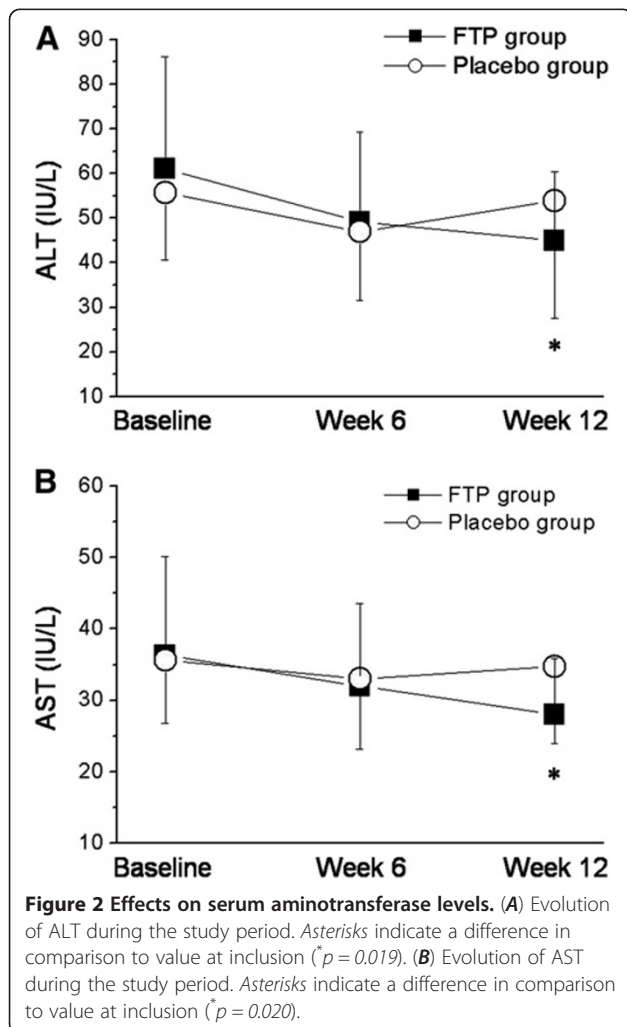 A
FTP group
Placebo group
90
80
70
60
50
40
30
20
10
ALT (IU/L)
*
Baseline Week 6 Week 12
B
FTP group
Placebo group
60
50
40
30
20
10
AST (IU/L)
*
Baseline Week 6 Week 12
Figure 2 Effects on serum aminotransferase levels. (A) Evolution
of ALT during the study period. Asterisks indicate a difference in
comparison to value at inclusion (*p = 0.019). (B) Evolution of AST
during the study period. Asterisks indicate a difference in comparison
to value at inclusion (*p = 0.020).